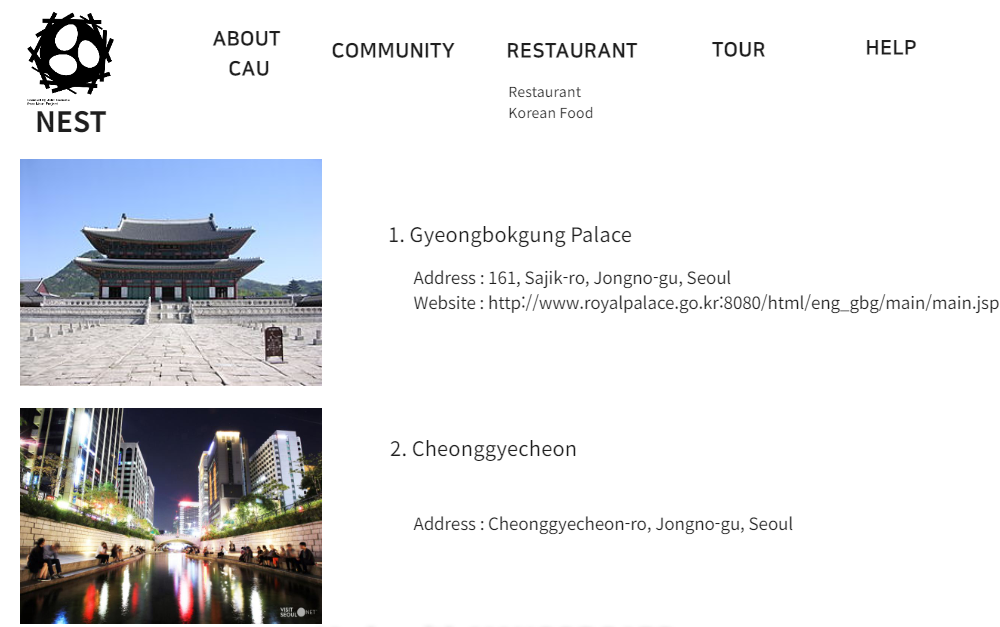 ABOUT
CAU
COMMUNITY
RESTAURANT
TOUR
HELP
Restaurant
Korean Food
NEST
1. Gyeongbokgung Palace
Address : 161, Sajik-ro, Jongno-gu, Seoul
Website : http://www.royalpalace.go.kr:8080/html/eng_gbg/main/main.jsp
2. Cheonggyecheon
Address : Cheonggyecheon-ro, Jongno-gu, Seoul
VISIT
SEOUL NET